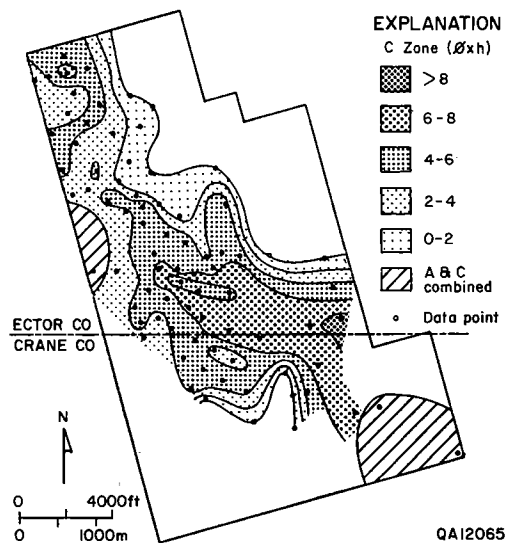 EXPLANATION
C Zone (Øxh)
>8
6-8
4-6
2-4
0-2
A & C
combined
Data point
ECTOR CO
CRANE CO
N
0 4000ft
0 1000m
QA12065